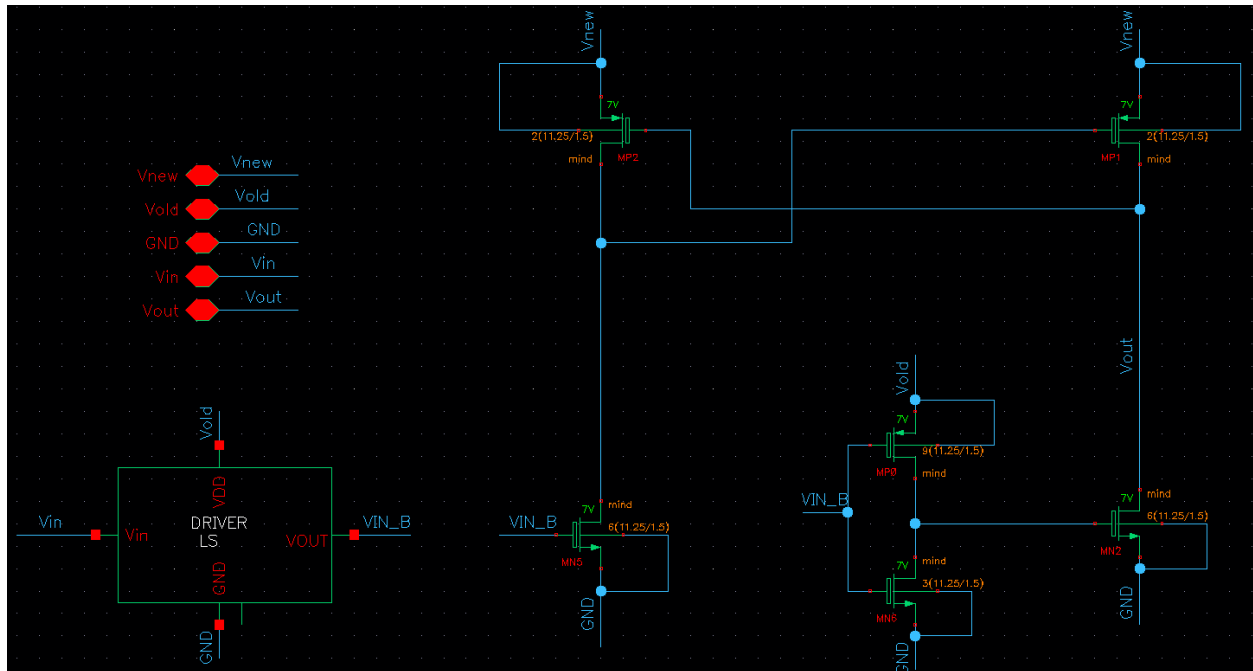 Vnew
Vnew
7V
2(11.25/1.5)
MP2
mind
7V
2(11.25/1.5)
MP1
mind
Vnew
Vnew
Vold
Vold
GND
GND
Vin
Vin
Vout
Vout
Vout
Vold
7V
9(11.25/1.5)
MP0
mind
Vold
VDD
Vin
Vin
DRIVER
LS
VOUT
VIN_B
GND
GND
VIN_B
mind
7V
6(11.25/1.5)
MN5
GND
VIN_B
mind
7V
3(11.25/1.5)
MN6
GND
mind
7V
6(11.25/1.5)
MN2
GND